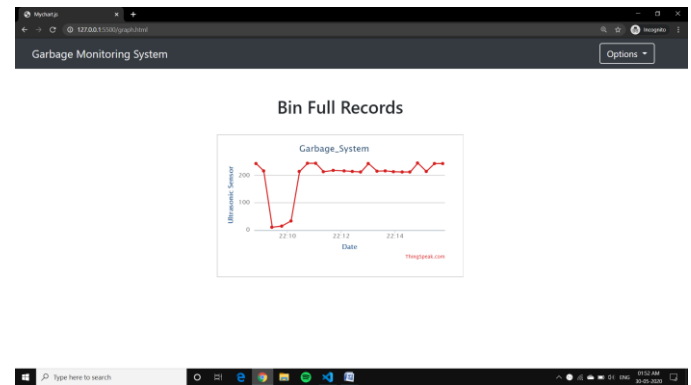 Mychart.js
127.0.0.1:5500/graph.html
Incognito
Garbage Monitoring System
Options
Bin Full Records
Garbage_System
Ultrasonic Sensor
200
100
0
22:10 22:12 22:14
Date
ThingSpeak.com
Type here to search
ENG
01:52 AM
30-05-2020